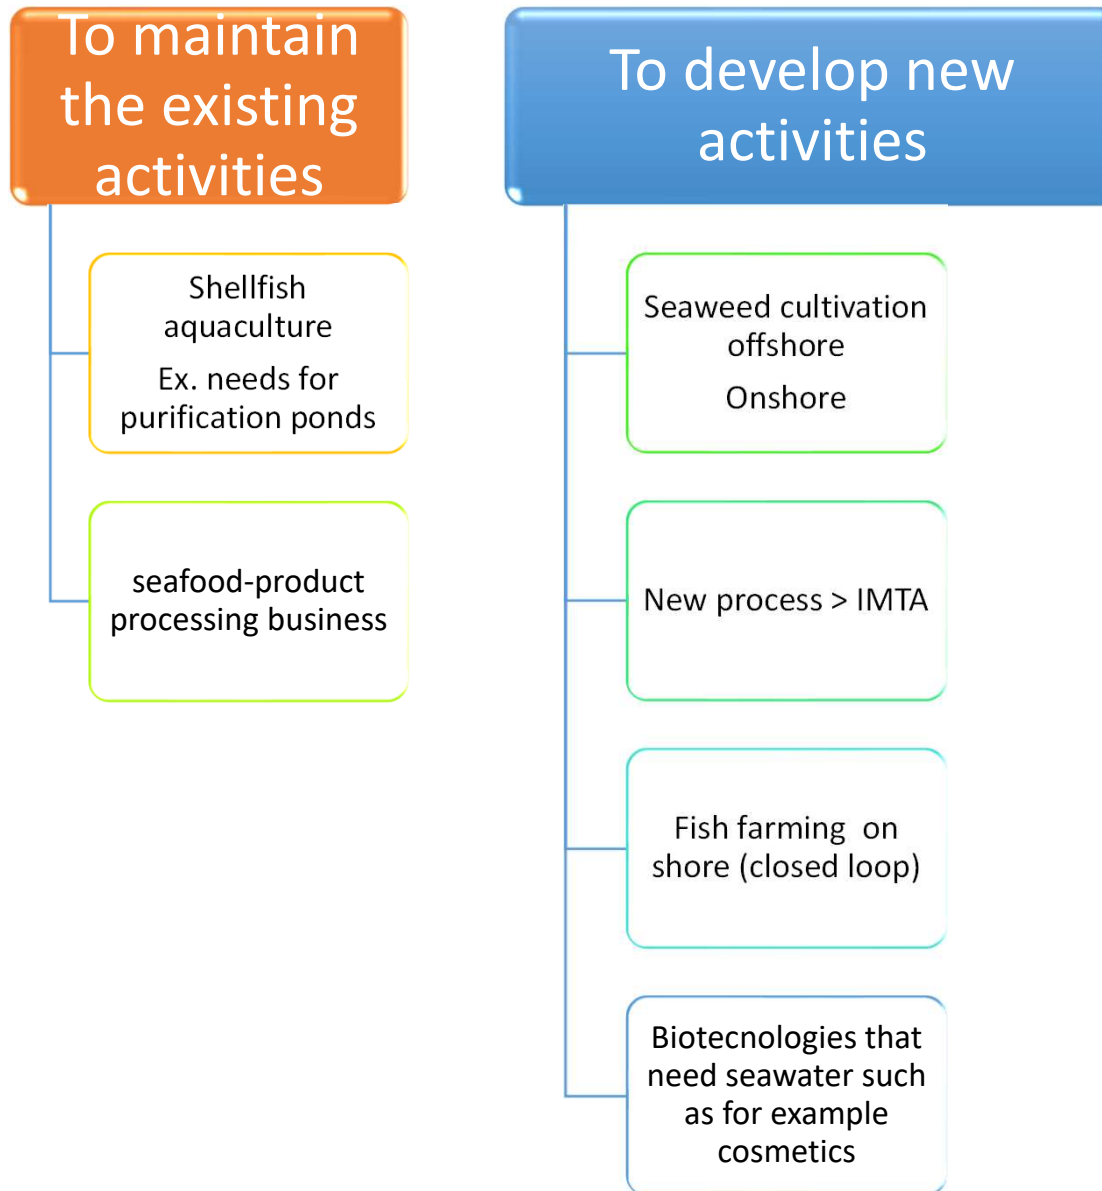 To maintain
the existing
activities
Shellfish
aquaculture
Ex. needs for
purification ponds
seafood-product
processing business
To develop new
activities
Seaweed cultivation
offshore
Onshore
New process > IMTA
Fish farming  on
shore (closed loop)
Biotecnologies that
need seawater such
as for example
cosmetics